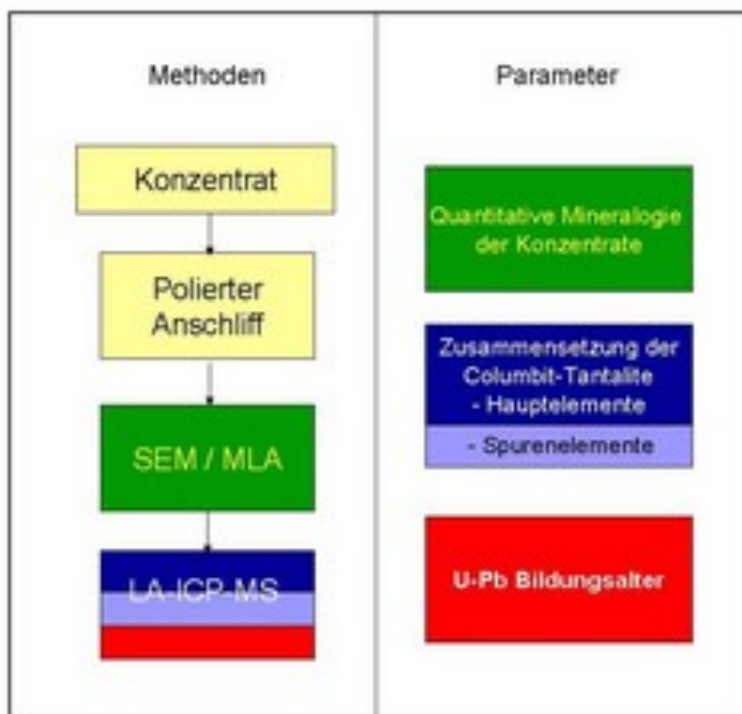 Methoden
Konzentrat
Polierter
Anschliff
SEM / MLA
LA-ICP-MS
Parameter
Quantitative Mineralogie
der Konzentrate
Zusammensetzung der
Columbit-Tantalite
- Hauptelemente
- Spurenelemente
U-Pb Bildungsalter